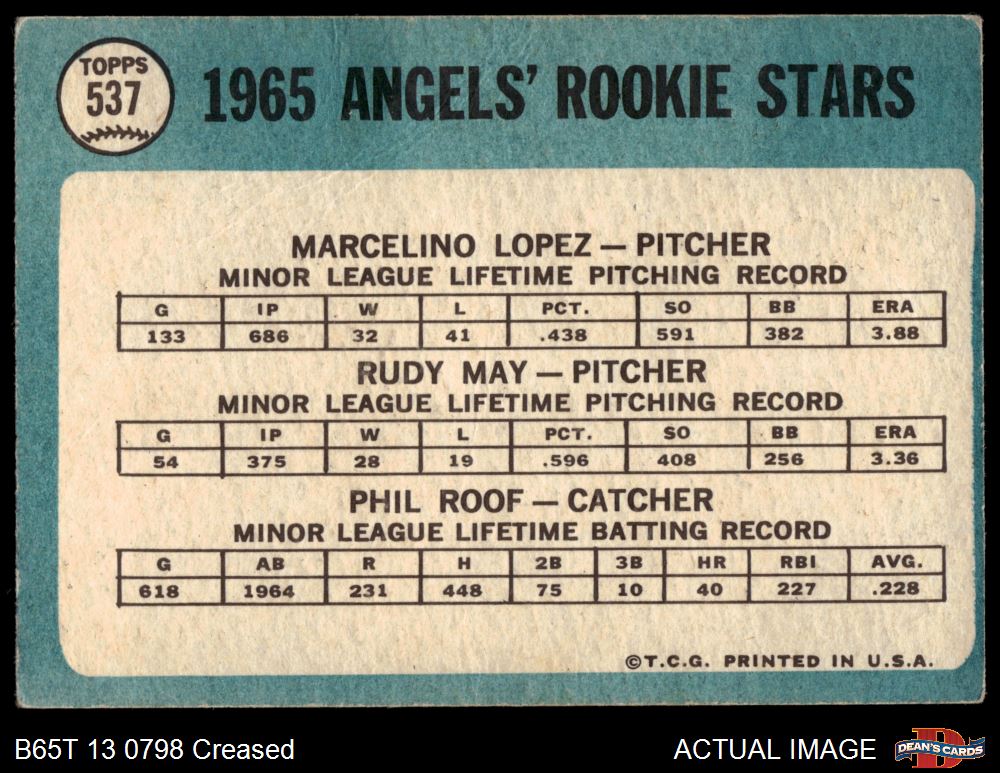 TOPPS
537
1965 ANGELS' ROOKIE STARS
MARCELINO LOPEZ — PITCHER
MINOR LEAGUE LIFETIME PITCHING RECORD
G IP W L PCT. SO BB ERA
133 686 32 41 .438 591 382 3.88
RUDY MAY — PITCHER
MINOR LEAGUE LIFETIME PITCHING RECORD
G IP W L PCT. SO BB ERA
54 375 28 19 .596 408 256 3.36
PHIL ROOF — CATCHER
MINOR LEAGUE LIFETIME BATTING RECORD
G AB R H 2B 3B HR RBI AVG.
618 1964 231 448 75 10 40 227 .228
©T.C.G. PRINTED IN U.S.A.
B65T 13 0798 Creased
ACTUAL IMAGE
D
DEAN'S CARDS